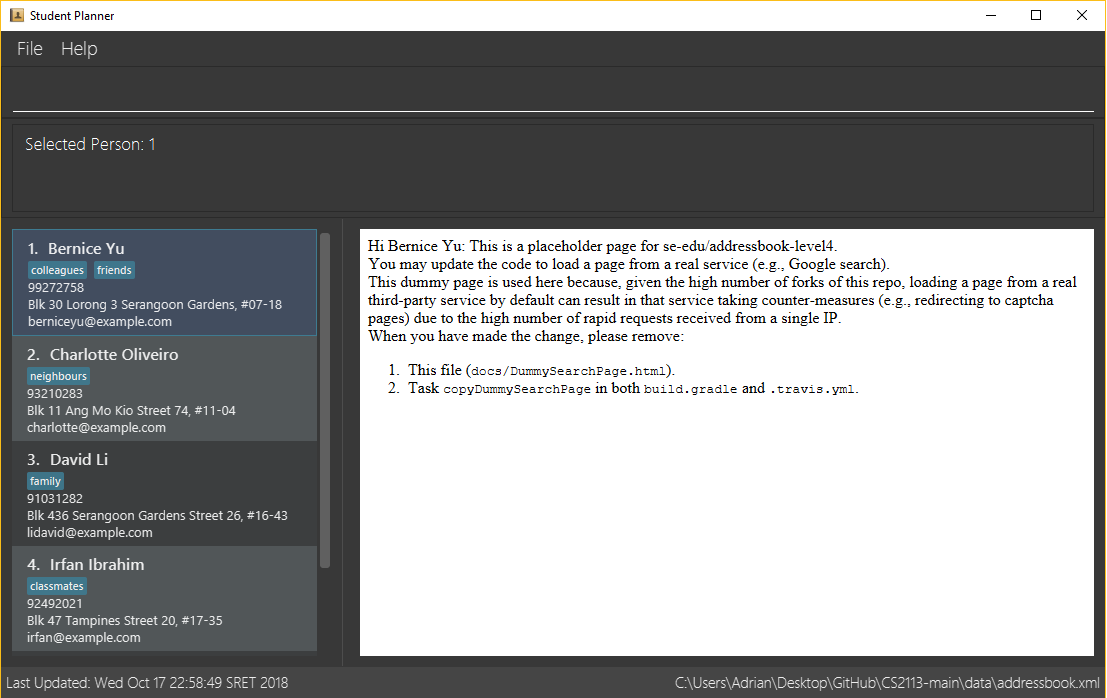 Student Planner
File Help
Selected Person: 1
1. Bernice Yu
colleagues friends
99272758
Blk 30 Lorong 3 Serangoon Gardens, #07-18
berniceyu@example.com
2. Charlotte Oliveiro
neighbours
93210283
Blk 11 Ang Mo Kio Street 74, #11-04
charlotte@example.com
3. David Li
family
91031282
Blk 436 Serangoon Gardens Street 26, #16-43
lidavid@example.com
4. Irfan Ibrahim
classmates
92492021
Blk 47 Tampines Street 20, #17-35
irfan@example.com
Hi Bernice Yu: This is a placeholder page for se-edu/addressbook-level4.
You may update the code to load a page from a real service (e.g., Google search).
This dummy page is used here because, given the high number of forks of this repo, loading a page from a real
third-party service by default can result in that service taking counter-measures (e.g., redirecting to captcha
pages) due to the high number of rapid requests received from a single IP.
When you have made the change, please remove:
1. This file (docs/DummySearchPage.html).
2. Task copyDummySearchPage in both build.gradle and .travis.yml.
Last Updated: Wed Oct 17 22:58:49 SRET 2018
C:\Users\Adrian\Desktop\GitHub\CS2113-main\data\addressbook.xml